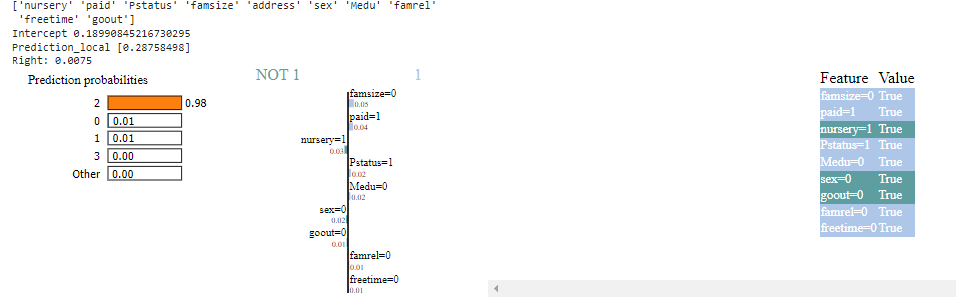 ['nursery' 'paid' 'Pstatus' 'famsize' 'address' 'sex' 'Medu' 'famrel'
'freetime' 'goout']
Intercept 0.18990845216730295
Prediction_local [0.28758498]
Right: 0.0075
Prediction probabilities
2 0.98
0 0.01
1 0.01
3 0.00
Other 0.00
NOT 1 1
famsize=0
0.05
paid=1
0.04
nursery=1
0.03
Pstatus=1
0.02
Medu=0
0.02
sex=0
0.02
goout=0
0.01
famrel=0
0.01
freetime=0
0.01
Feature Value
famsize=0 True
paid=1 True
nursery=1 True
Pstatus=1 True
Medu=0 True
sex=0 True
goout=0 True
famrel=0 True
freetime=0 True